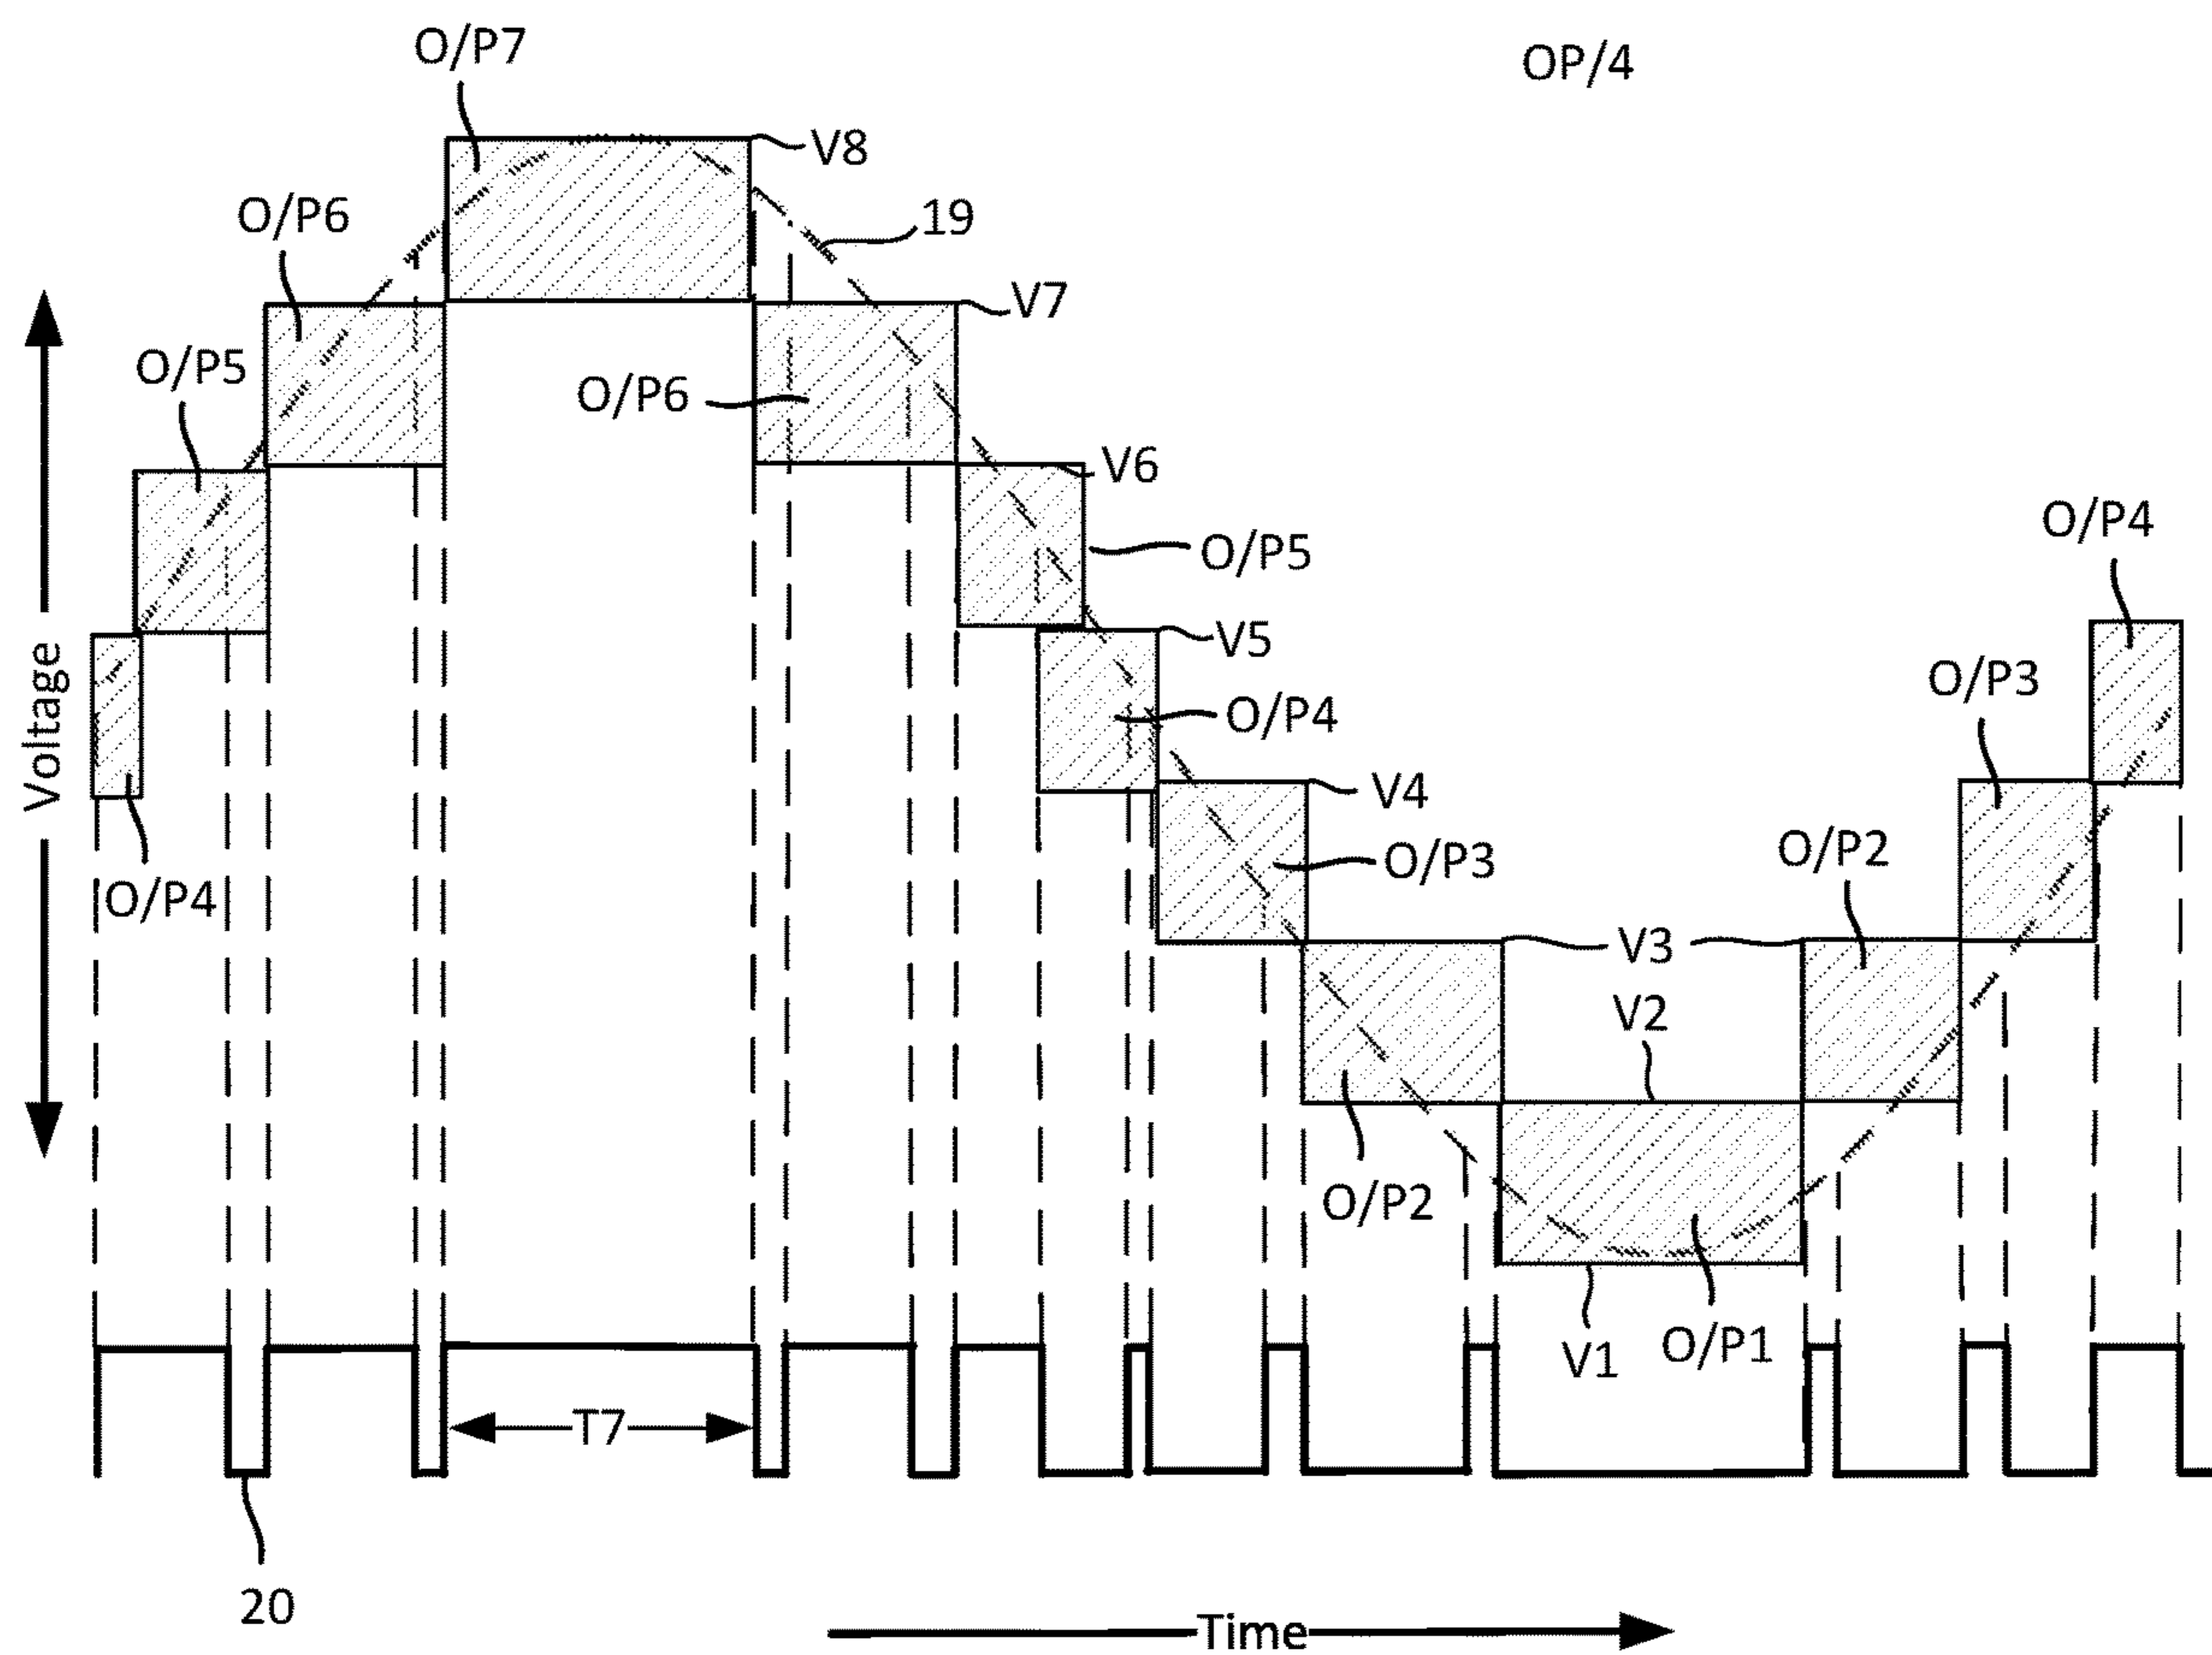 O/P7
OP/4
V8
O/P6
19
V7
O/P5
O/P6
V6
O/P4
O/P5
V5
O/P3
Voltage
O/P4
V4
O/P2
O/P3
O/P4
V3
V2
O/P2
V1
O/P1
T7
20
Time